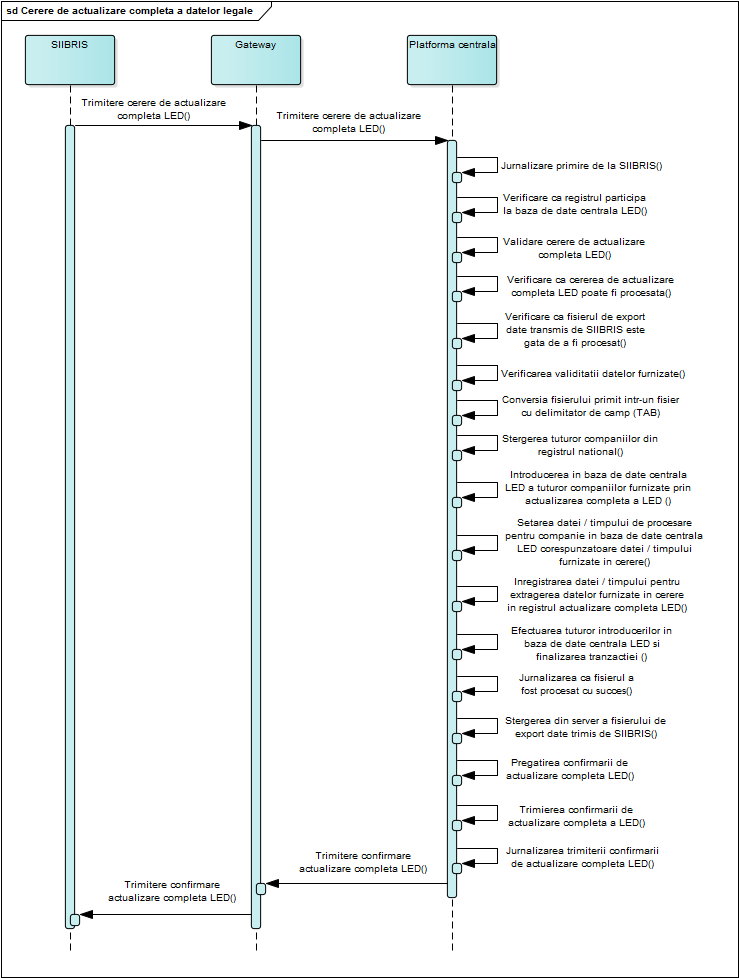 sd Cerere de actualizare completa a datelor legale
SIIBRIS
Gateway
Platforma centrala
Trimitere cerere de actualizare
completa LED()
Trimitere cerere de actualizare
completa LED()
Jurnalizare primire de la SIIBRIS()
Verificare ca registrul participa
la baza de date centrala LED()
Validare cerere de actualizare
completa LED()
Verificare ca cererea de actualizare
completa LED poate fi procesata()
Verificare ca fisierul de export
date transmis de SIIBRIS este
gata de a fi procesat()
Verificarea validitatii datelor furnizate()
Conversia fisierului primit intr-un fisier
cu delimitator de camp (TAB)
Stergerea tuturor companiilor din
registrul national()
Introducerea in baza de date centrala
LED a tuturor companiilor furnizate prin
actualizarea completa a LED ()
Setarea datei / timpului de procesare
pentru companie in baza de date centrala
LED corespunzatoare datei / timpului
furnizate in cerere()
Inregistrarea datei / timpului pentru
extragerea datelor furnizate in cerere
in registrul actualizare completa LED()
Efectuarea tuturor introducerilor in
baza de date centrala LED si
finalizarea tranzactiei ()
Jurnalizarea ca fisierul a
fost procesat cu succes()
Stergerea din server a fisierului de
export date trimis de SIIBRIS()
Pregatirea confirmarii de
actualizare completa LED()
Trimierea confirmarii de
actualizare completa a LED()
Jurnalizarea trimiterii confirmarii
de actualizare completa LED()
Trimitere confirmare
actualizare completa LED()
Trimitere confirmare
actualizare completa LED()